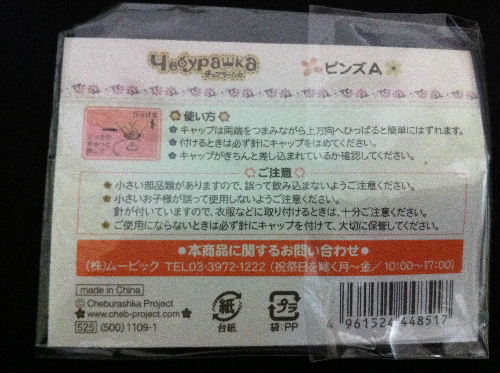 Чебурашка
チェブラーシカ
ピンズA
使い方
キャップは両端をつまみながら上方向へひっぱると簡単にはずれます。
付けるときは必ず針にキャップをはめてください。
キャップがきちんと差し込まれているか確認してください。
ご注意
小さい部品類がありますので、誤って飲み込まないようご注意ください。
小さいお子様が誤って使用しないようご注意ください。
針が付いていますので、衣服などに取り付けるときは、十分ご注意ください。
ご使用にならないときは必ず針にキャップを付けて、大切に保管してください。
●本商品に関するお問い合わせ●
(株)ムービック TEL03-3972-1222 (祝祭日を除く月~金/10:00~17:00)
made in China
© Cheburashka Project
www.cheb-project.com
525 (500) 1109-1
紙
台紙
プラ
袋:PP
4 961524 448517